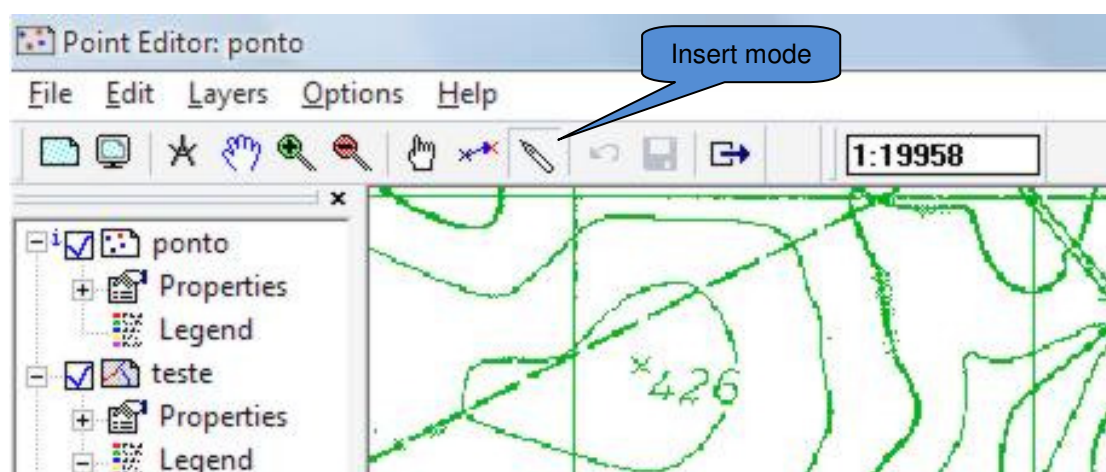 Point Editor: ponto
Insert mode
File Edit Layers Options Help
1:19958
ponto
Properties
Legend
teste
Properties
Legend
426